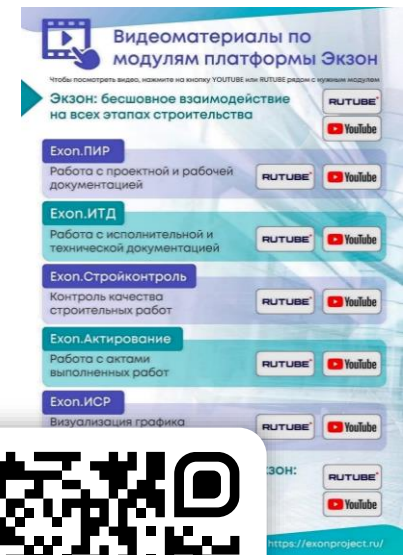 Видеоматериалы по
модулям платформы Экзон
Чтобы посмотреть видео, нажмите на кнопку YOUTUBE или RUTUBE рядом с нужным модулем
Экзон: бесшовное взаимодействие
на всех этапах строительства
RUTUBE
YouTube
Exon.ПИР
Работа с проектной и рабочей
документацией
RUTUBE
YouTube
Exon.ИТД
Работа с исполнительной и
технической документацией
RUTUBE
YouTube
Exon.Стройконтроль
Контроль качества
строительных работ
RUTUBE
YouTube
Exon.Актирование
Работа с актами
выполненных работ
RUTUBE
YouTube
Exon.ИСР
Визуализация графика
RUTUBE
YouTube
RUTUBE
YouTube
https://exonproject.ru/